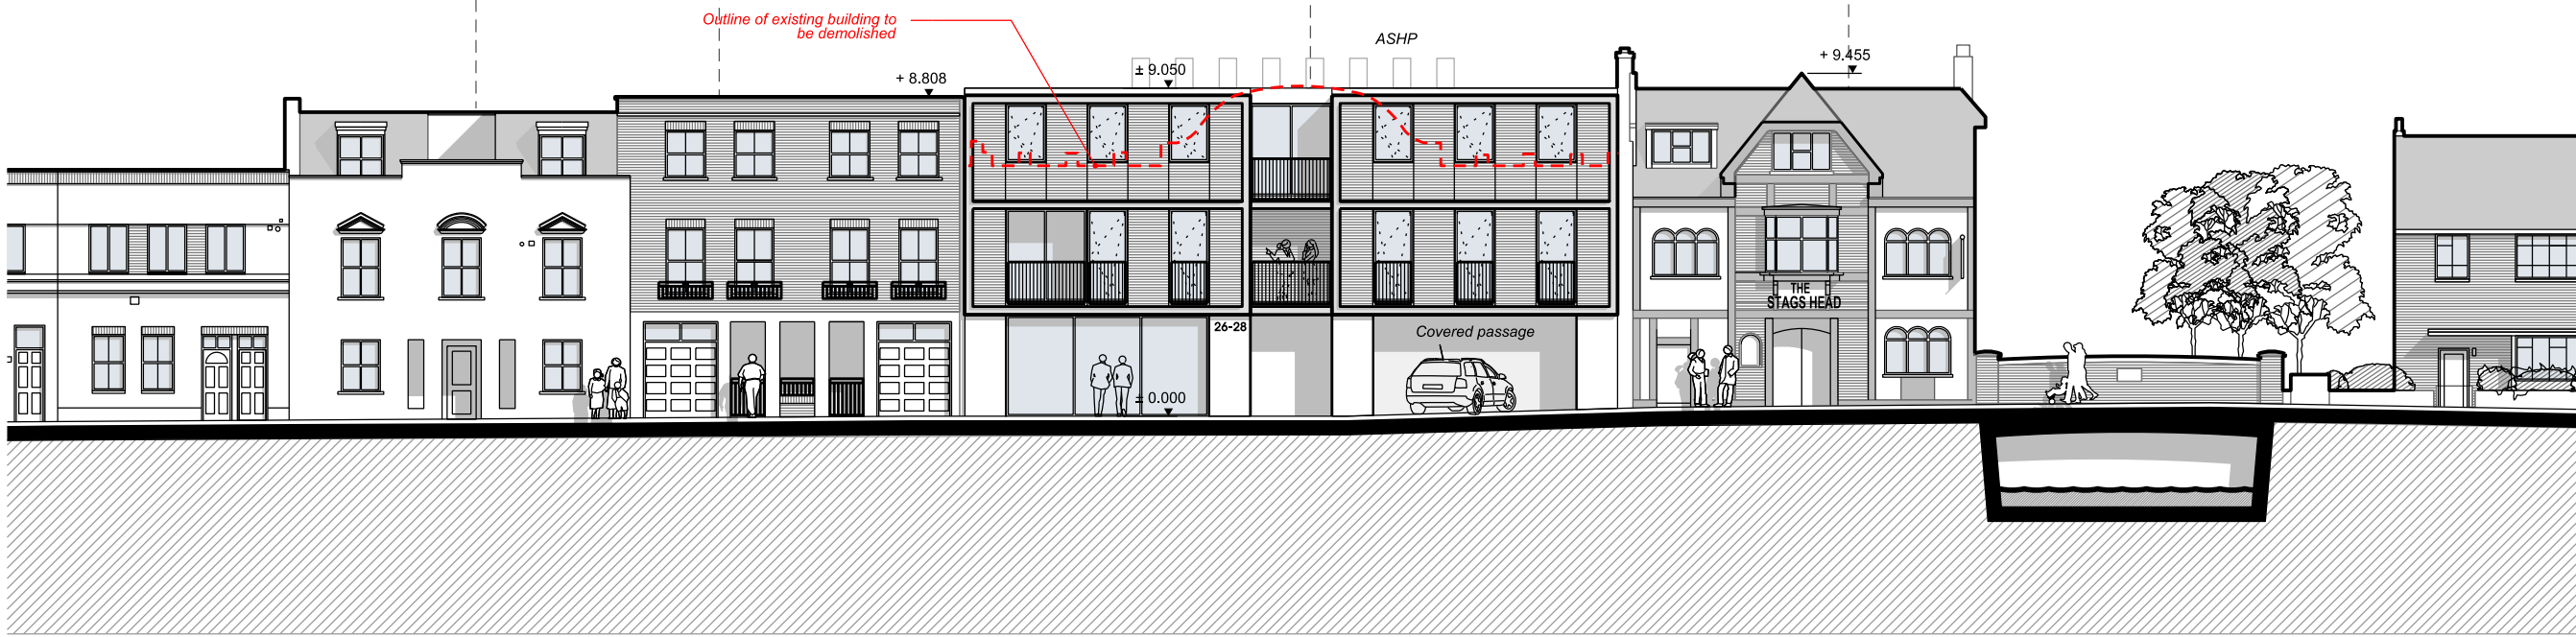 Outline of existing building to
be demolished
ASHP
+ 8.808
± 9.050
+ 9.455
THE
STAGS HEAD
26-28
Covered passage
± 0.000